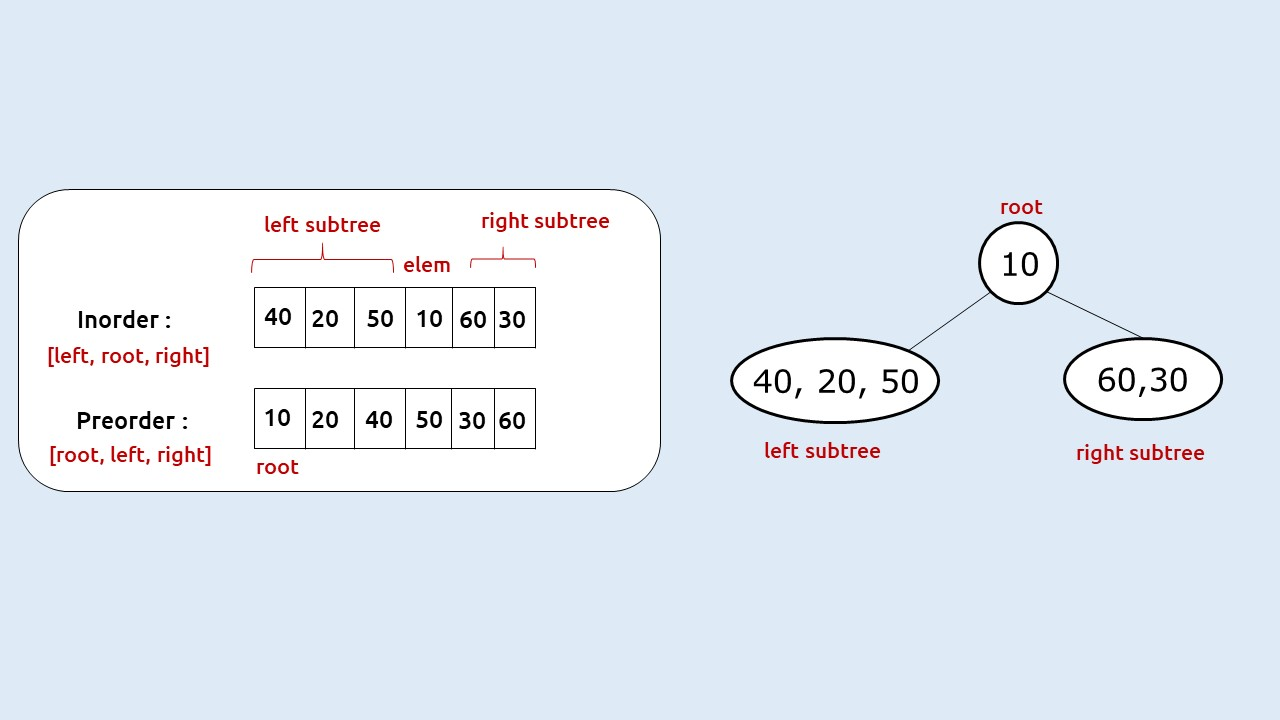 left subtree
right subtree
elem
Inorder :
40 20 50 10 60 30
[left, root, right]
Preorder :
10 20 40 50 30 60
[root, left, right]
root
root
10
40, 20, 50
60,30
left subtree
right subtree